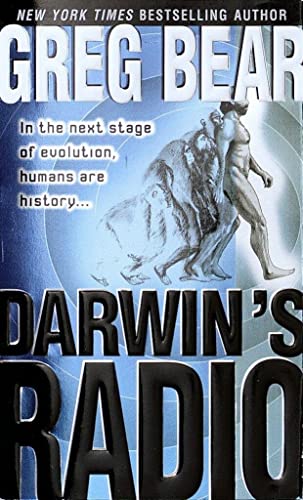 NEW YORK TIMES BESTSELLING AUTHOR
GREG BEAR
In the next stage
of evolution,
humans are
history...
DARWIN'S
RADIO